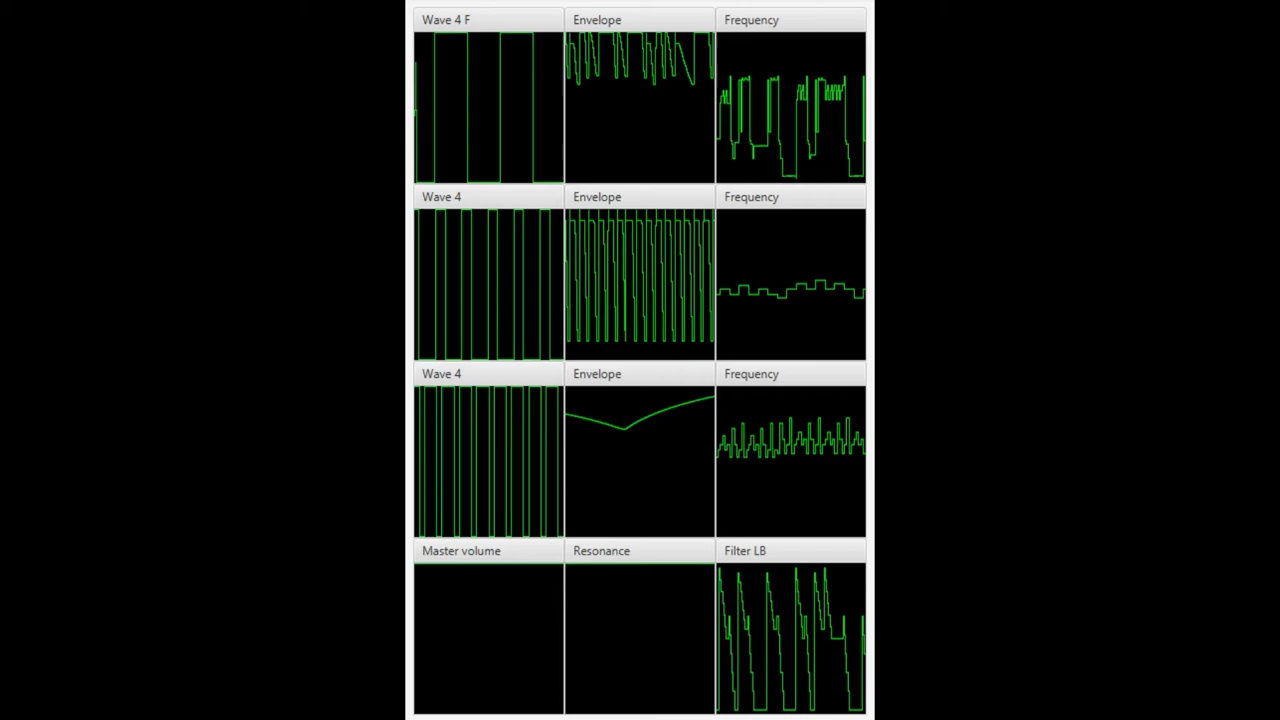 Wave 4 F Envelope Frequency
Wave 4 Envelope Frequency
Wave 4 Envelope Frequency
Master volume Resonance Filter LB